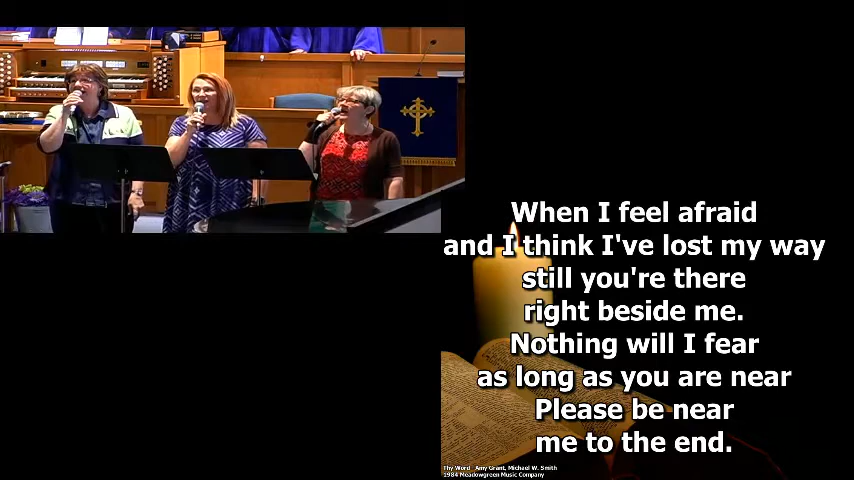 When I feel afraid
and I think I've lost my way
still you're there
right beside me.
Nothing will I fear
as long as you are near
Please be near
me to the end.
Thy Word - Amy Grant, Michael W. Smith
1984 Meadowgreen Music Company